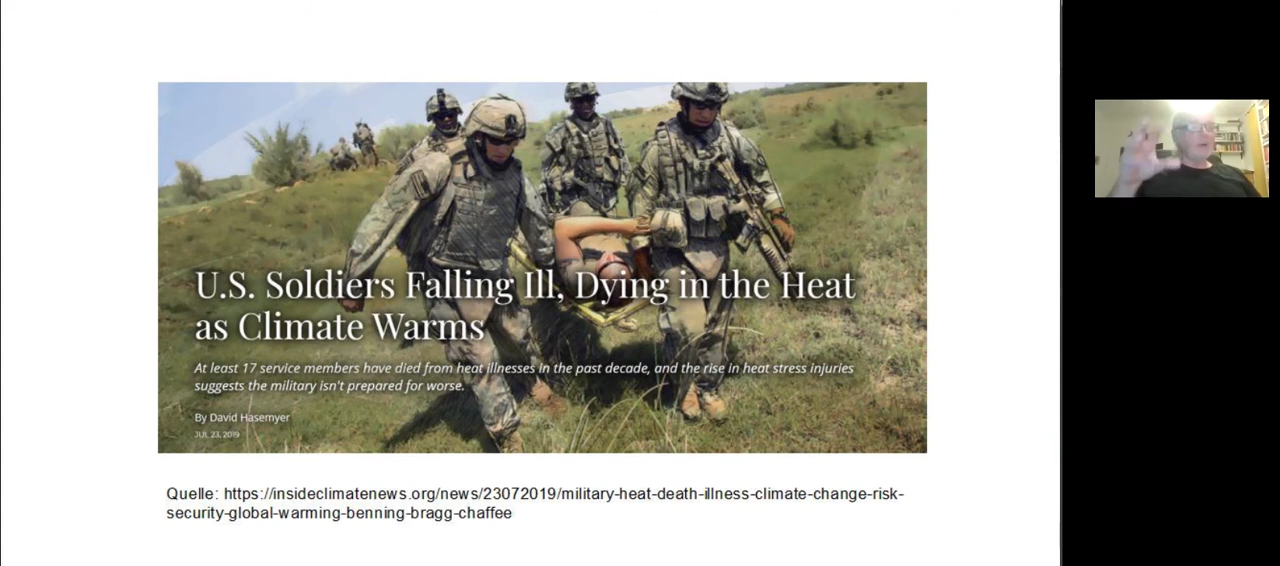 U.S. Soldiers Falling Ill, Dying in the Heat
as Climate Warms
At least 17 service members have died from heat illnesses in the past decade, and the rise in heat stress injuries
suggests the military isn't prepared for worse.
By David Hasemyer
JUL 23, 2019
Quelle: https://insideclimatenews.org/news/23072019/military-heat-death-illness-climate-change-risk-
security-global-warming-benning-bragg-chaffee